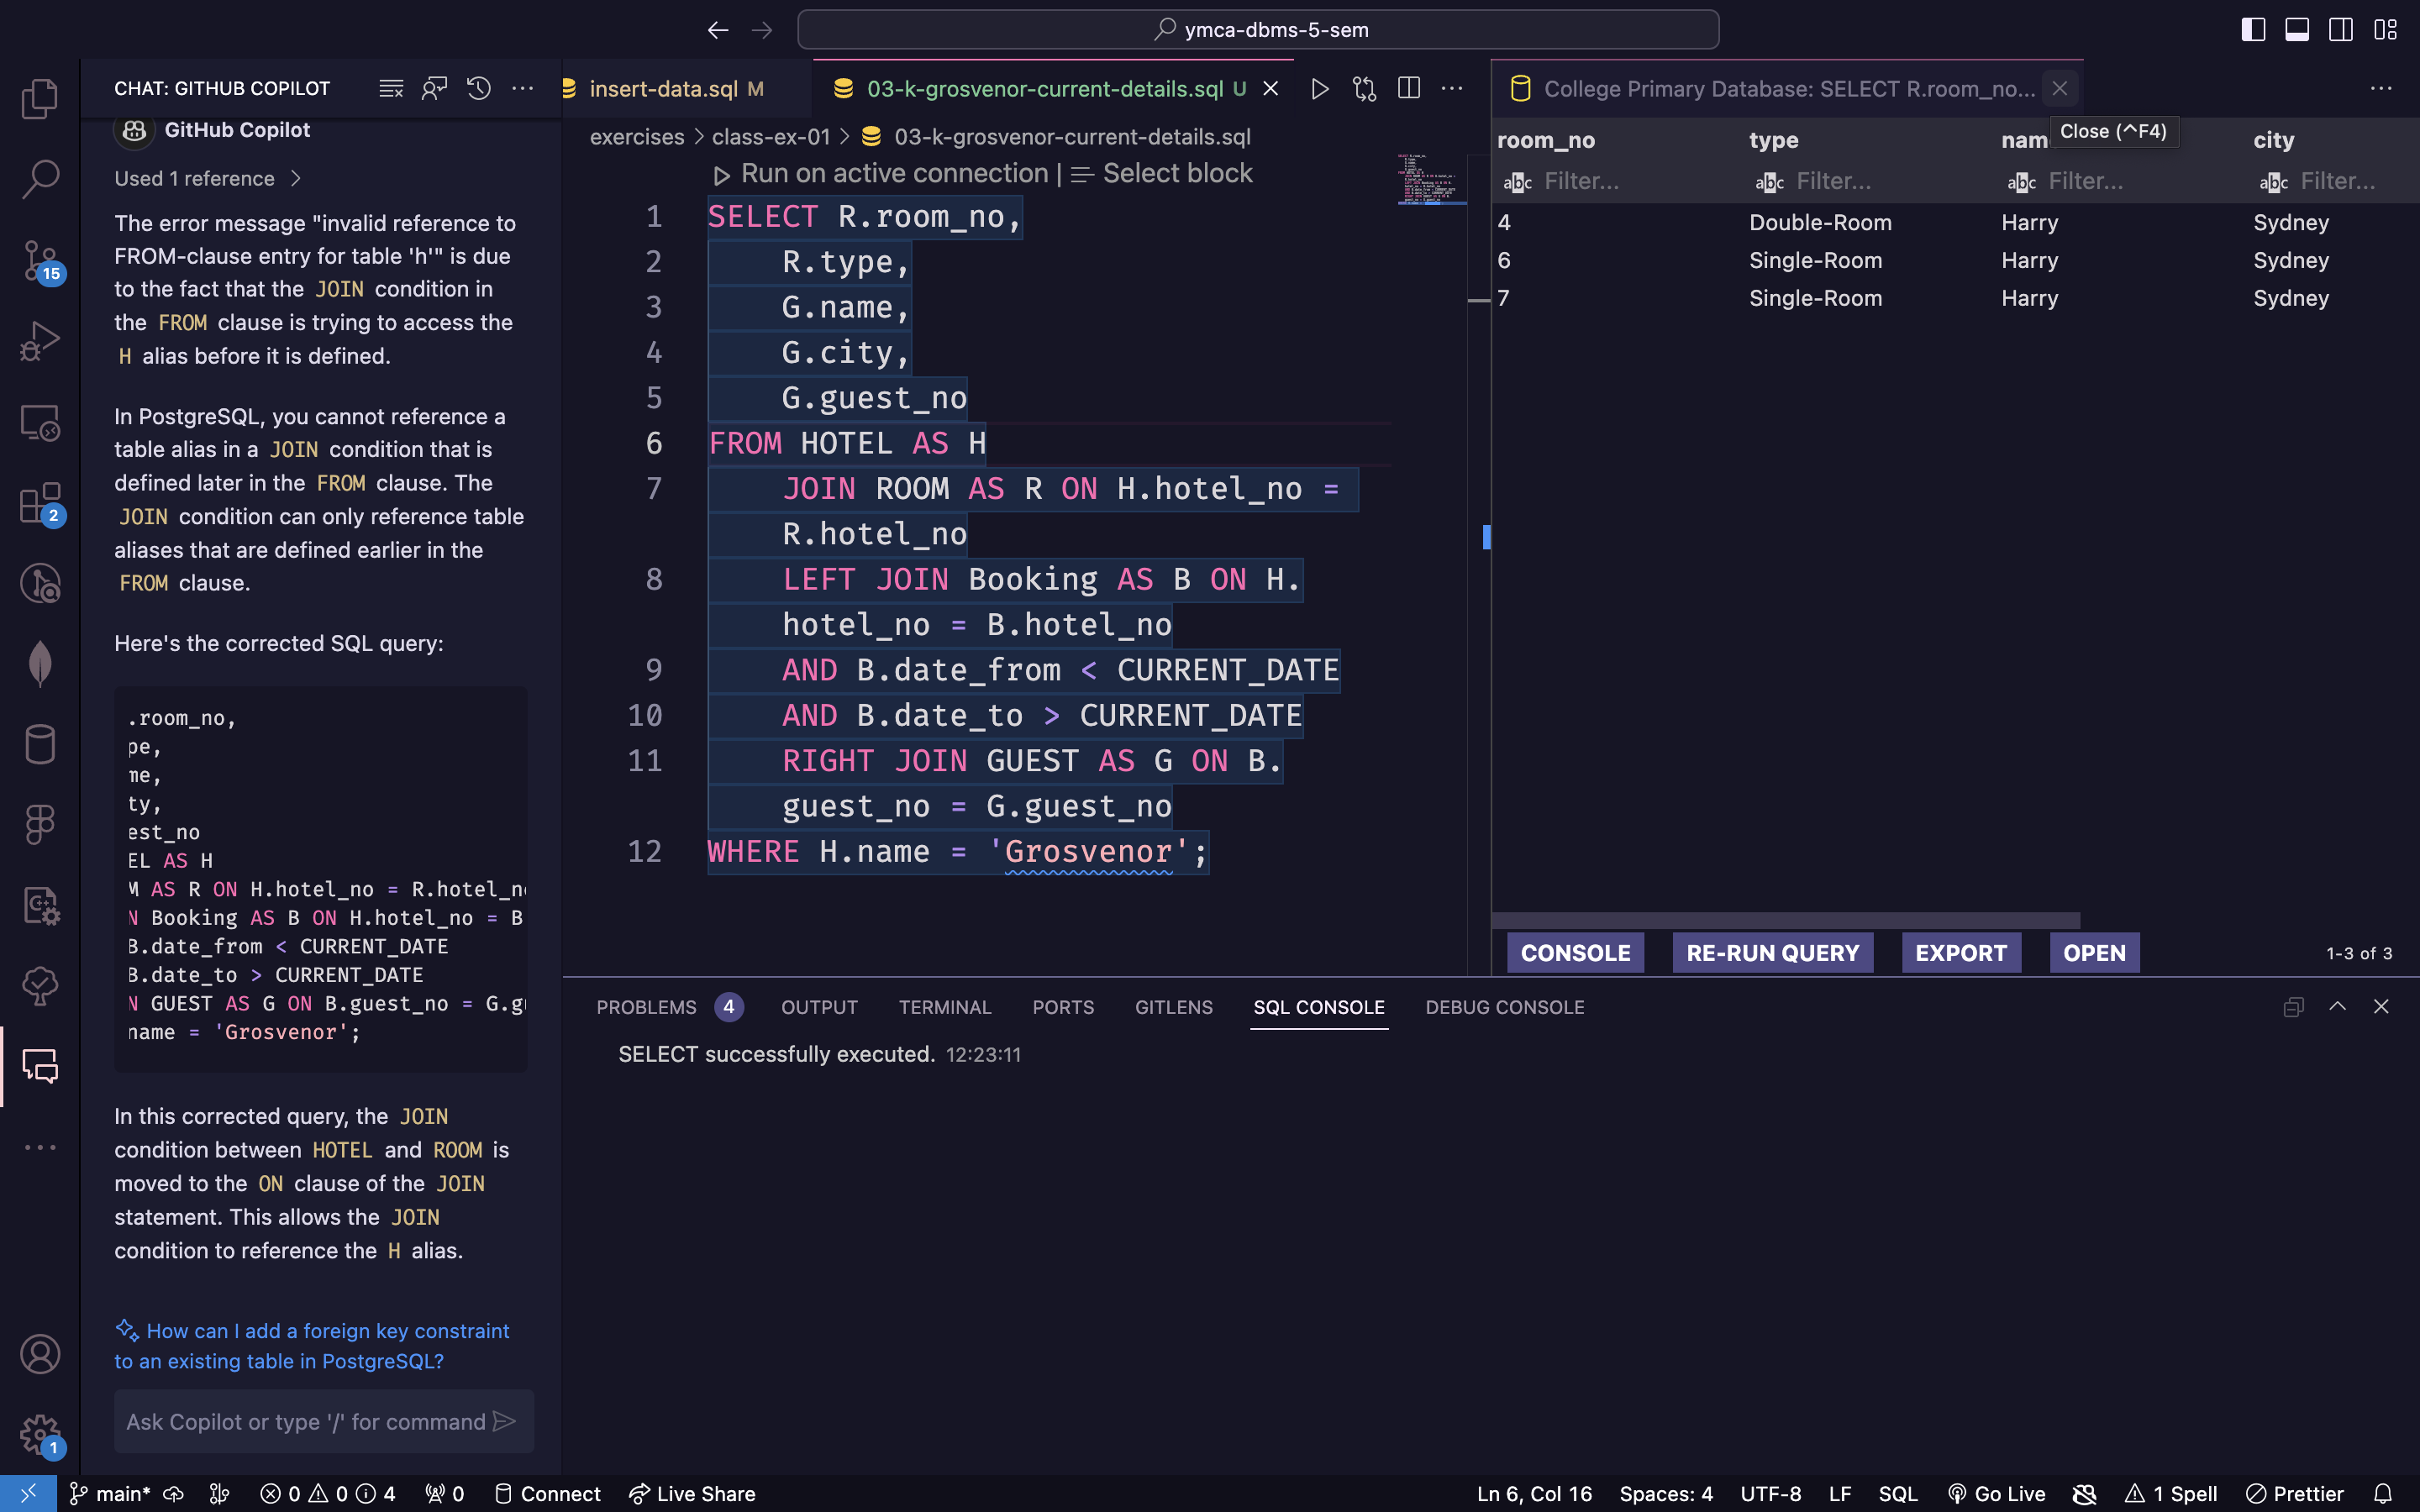 ymca-dbms-5-sem
CHAT: GITHUB COPILOT
GitHub Copilot
Used 1 reference
The error message "invalid reference to
FROM-clause entry for table 'h'" is due
to the fact that the JOIN condition in
the FROM clause is trying to access the
H alias before it is defined.
In PostgreSQL, you cannot reference a
table alias in a JOIN condition that is
defined later in the FROM clause. The
JOIN condition can only reference table
aliases that are defined earlier in the
FROM clause.
Here's the corrected SQL query:
.room_no,
pe,
me,
ty,
est_no
EL AS H
M AS R ON H.hotel_no = R.hotel_n
N Booking AS B ON H.hotel_no = B
B.date_from < CURRENT_DATE
B.date_to > CURRENT_DATE
N GUEST AS G ON B.guest_no = G.g
name = 'Grosvenor';
In this corrected query, the JOIN
condition between HOTEL and ROOM is
moved to the ON clause of the JOIN
statement. This allows the JOIN
condition to reference the H alias.
How can I add a foreign key constraint
to an existing table in PostgreSQL?
Ask Copilot or type '/' for command
15
2
1
insert-data.sql M
03-k-grosvenor-current-details.sql U
exercises > class-ex-01 > 03-k-grosvenor-current-details.sql
Run on active connection | Select block
1 SELECT R.room_no,
2 R.type,
3 G.name,
4 G.city,
5 G.guest_no
6 FROM HOTEL AS H
7 JOIN ROOM AS R ON H.hotel_no =
R.hotel_no
8 LEFT JOIN Booking AS B ON H.
hotel_no = B.hotel_no
9 AND B.date_from < CURRENT_DATE
10 AND B.date_to > CURRENT_DATE
11 RIGHT JOIN GUEST AS G ON B.
guest_no = G.guest_no
12 WHERE H.name = 'Grosvenor';
College Primary Database: SELECT R.room_no...
Close (^F4)
room_no type nam city
abc Filter... abc Filter... abc Filter... abc Filter...
4 Double-Room Harry Sydney
6 Single-Room Harry Sydney
7 Single-Room Harry Sydney
CONSOLE RE-RUN QUERY EXPORT OPEN 1-3 of 3
PROBLEMS 4 OUTPUT TERMINAL PORTS GITLENS SQL CONSOLE DEBUG CONSOLE
SELECT successfully executed. 12:23:11
main* 0 0 4 0 Connect Live Share Ln 6, Col 16 Spaces: 4 UTF-8 LF SQL Go Live 1 Spell Prettier